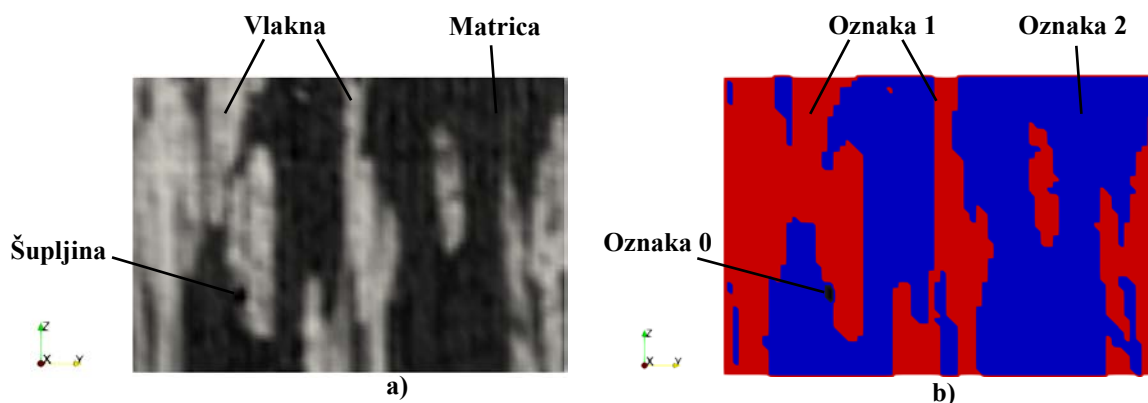 Vlakna
Matrica
Šupljina
Z
X
Y
a)
Oznaka 1
Oznaka 2
Oznaka 0
Z
X
Y
b)